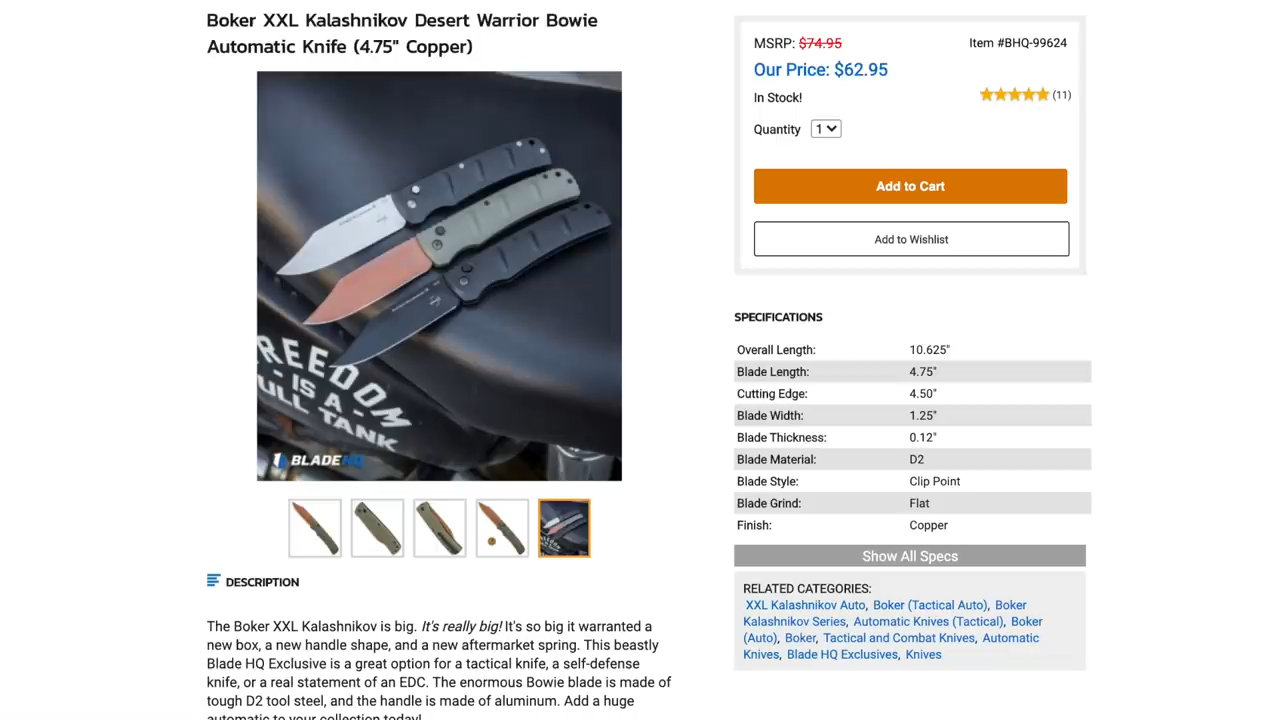 Boker XXL Kalashnikov Desert Warrior Bowie
Automatic Knife (4.75" Copper)
FREEDOM
- IS A -
FULL TANK
BLADEHQ
DESCRIPTION
The Boker XXL Kalashnikov is big. It's really big! It's so big it warranted a
new box, a new handle shape, and a new aftermarket spring. This beastly
Blade HQ Exclusive is a great option for a tactical knife, a self-defense
knife, or a real statement of an EDC. The enormous Bowie blade is made of
tough D2 tool steel, and the handle is made of aluminum. Add a huge
automatic to your collection today!
MSRP: $74.95
Item #BHQ-99624
Our Price: $62.95
In Stock!
(11)
Quantity 1
Add to Cart
Add to Wishlist
SPECIFICATIONS
Overall Length: 10.625"
Blade Length: 4.75"
Cutting Edge: 4.50"
Blade Width: 1.25"
Blade Thickness: 0.12"
Blade Material: D2
Blade Style: Clip Point
Blade Grind: Flat
Finish: Copper
Show All Specs
RELATED CATEGORIES:
XXL Kalashnikov Auto, Boker (Tactical Auto), Boker
Kalashnikov Series, Automatic Knives (Tactical), Boker
(Auto), Boker, Tactical and Combat Knives, Automatic
Knives, Blade HQ Exclusives, Knives